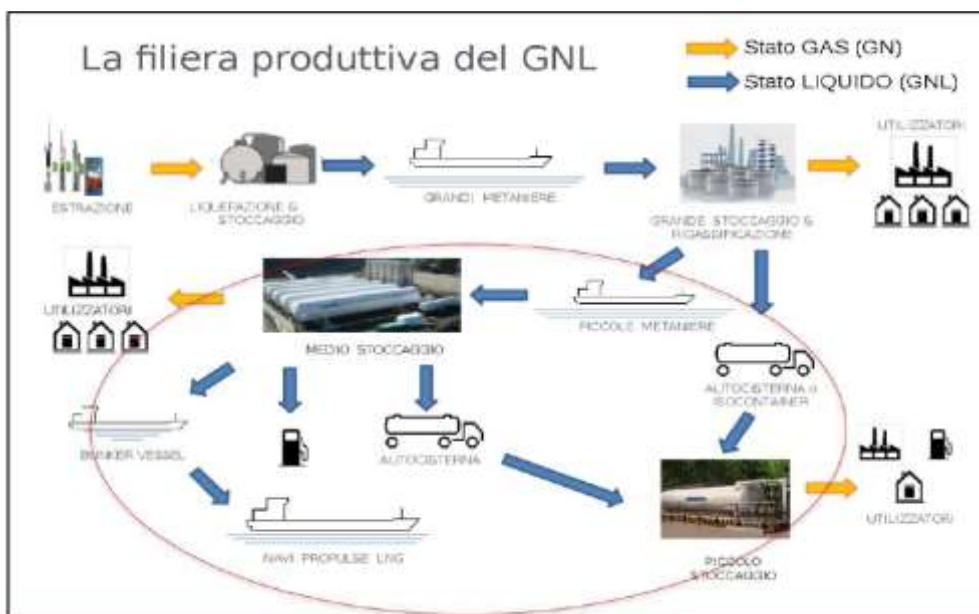 La filiera produttiva del GNL
Stato GAS (GN)
Stato LIQUIDO (GNL)
UTILIZZATORI
ESTRAZIONE
LIQUEFAZIONE &
STOCCAGGIO
GRANDI METANIERE
GRANDE STOCCAGGIO &
RIGASSIFICAZIONE
UTILIZZATORI
MEDIO STOCCAGGIO
PICCOLE METANIERE
AUTOCISTERNA o
ISOCONTAINER
BUNKER VESSEL
AUTOCISTERNA
NAVI PROPULSE LNG
PICCOLO
STOCCAGGIO
UTILIZZATORI